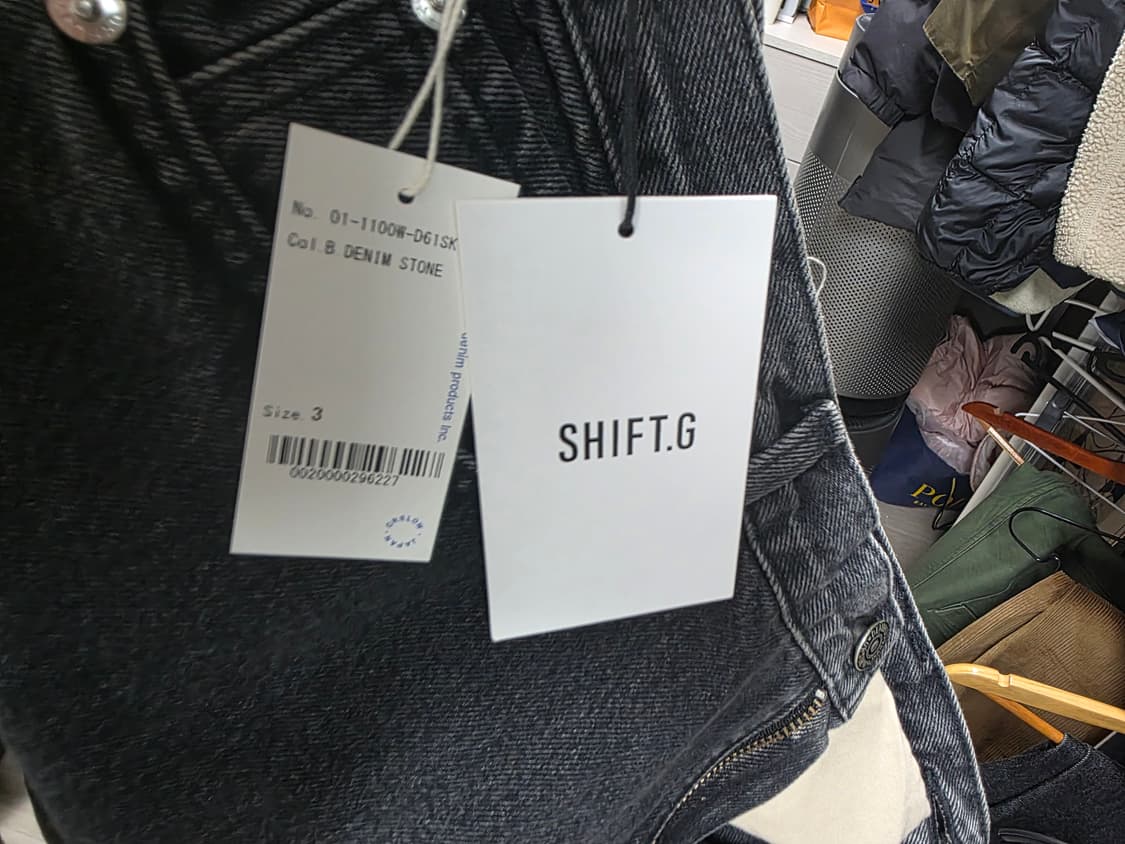 No. 01-1100W-D61SK
Col.B DENIM STONE
denim products Inc.
Size. 3
0020000296227
ORSLOW
JAPAN
SHIFT.G